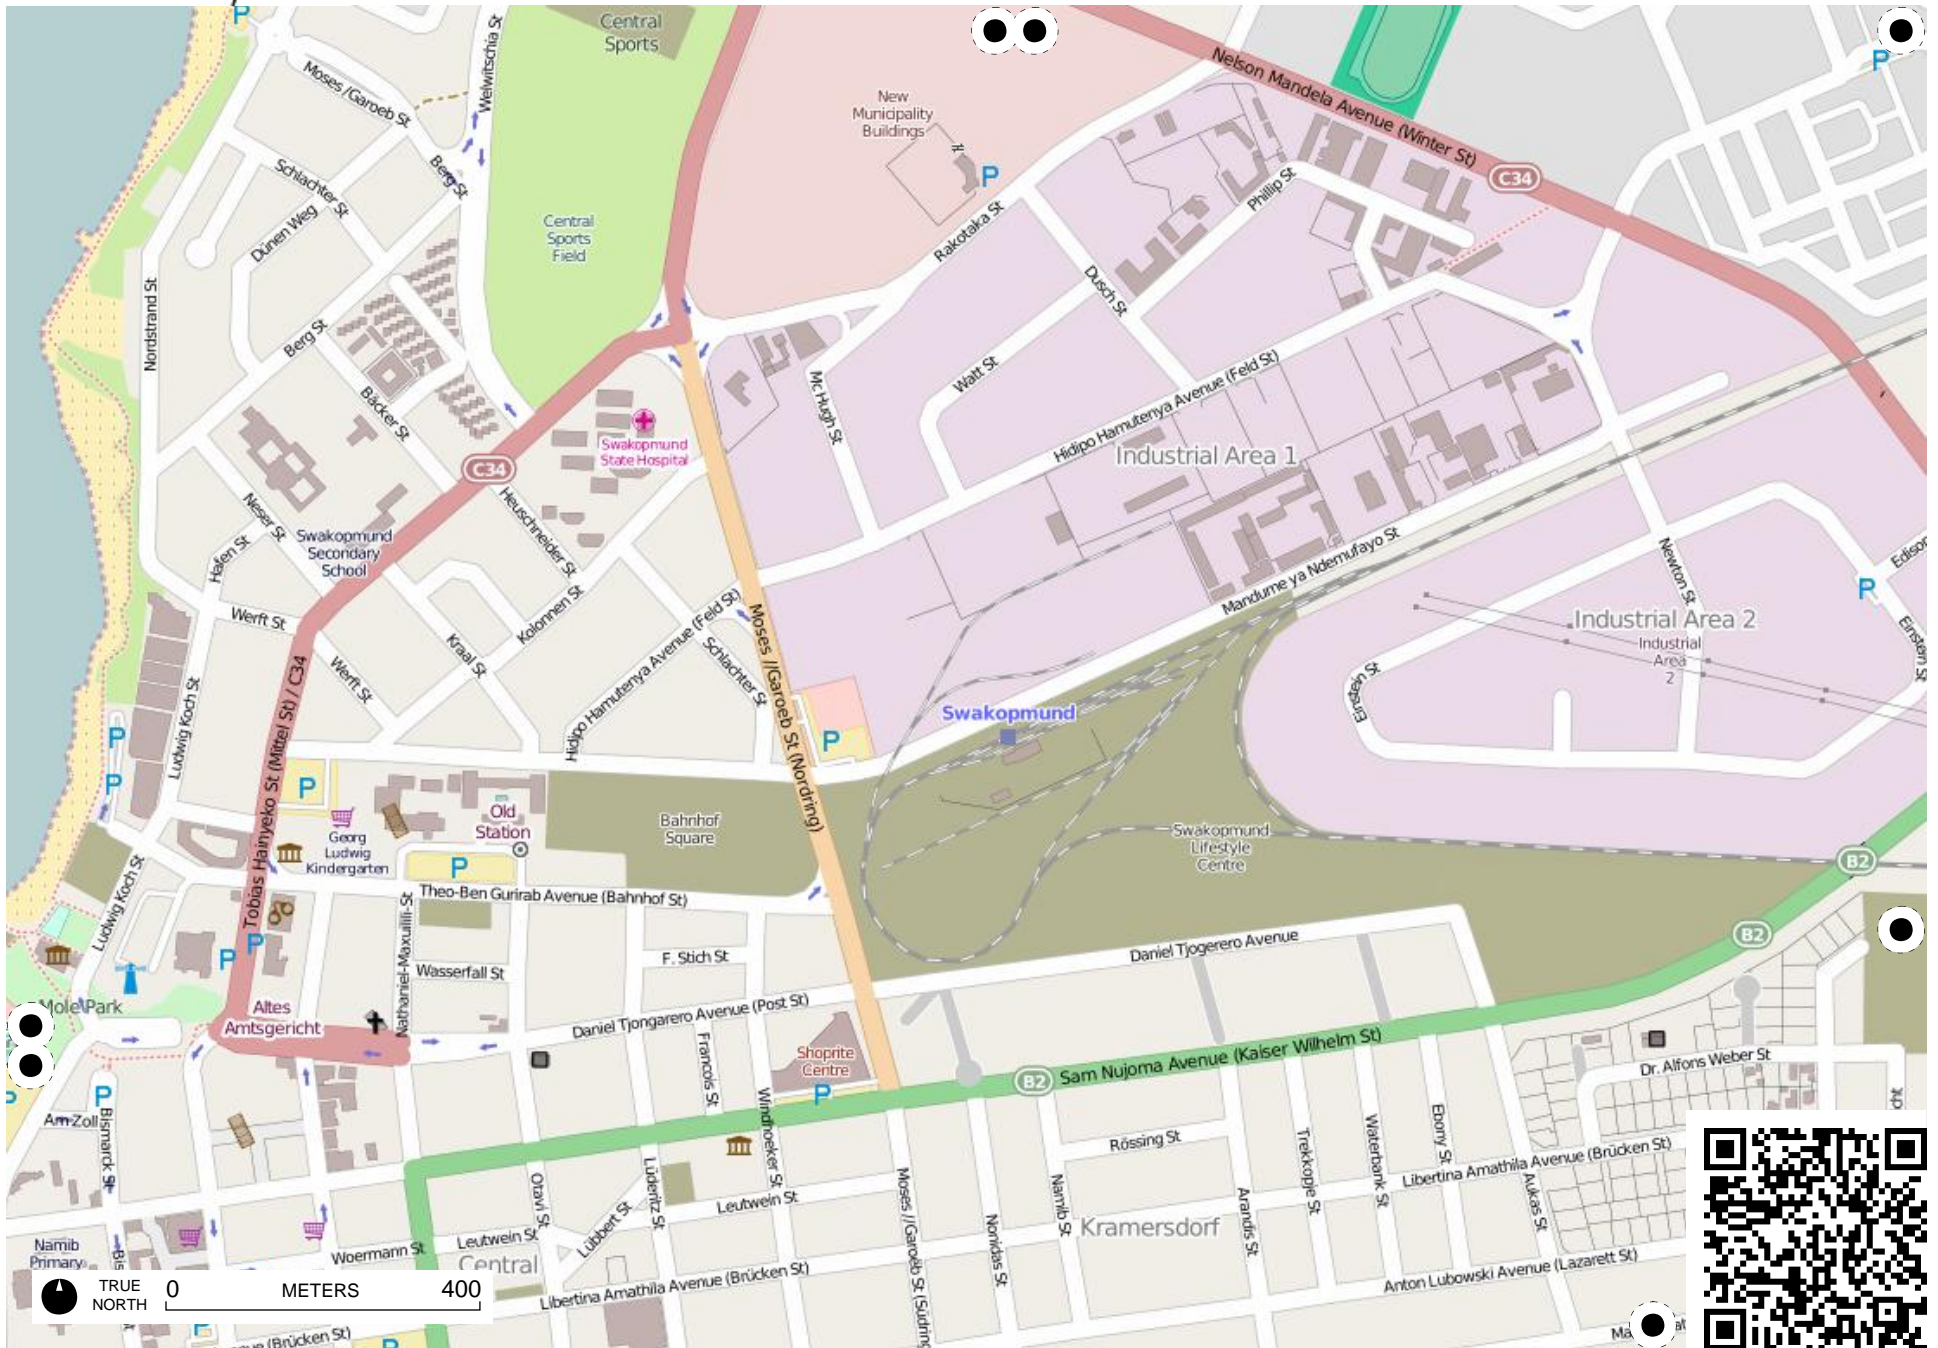 P
Central
Sports
Welwitschia St
Moses /Garoeb St
Nelson Mandela Avenue (Winter St)
P
New
Municipality
Buildings
P
C34
Berg St
Schlachter St
Dünen Weg
Central
Sports
Field
Rakotaka St
Phillip St
Dusch St
Nordstrand St
Berg St
Bäcker St
Watt St
Mc Hugh St
Hidipo Hamutenya Avenue (Feld St)
Industrial Area 1
Swakopmund
State Hospital
C34
Neser St
Hafen St
Swakopmund
Secondary
School
Heuschneider St
Kolonnen St
Mandume ya Ndemufayo St
Newton St
Edison
P
Einstein St
Industrial Area 2
Industrial
Area
2
Werft St
Werft St
Kraal St
Hidipo Hamutenya Avenue (Feld St)
Schlachter St
Moses //Garoeb St (Nordring)
Einstein St
Ludwig Koch St
Tobias Hainyeko St (Mittel St) / C34
Swakopmund
P
P
P
P
Georg
Ludwig
Kindergarten
Old
Station
Bahnhof
Square
Swakopmund
Lifestyle
Centre
B2
P
Theo-Ben Gurirab Avenue (Bahnhof St)
Ludwig Koch St
Nathaniel-Maxuilili-St
P
P
Wasserfall St
F. Stich St
Daniel Tjogerero Avenue
B2
Mole Park
Altes
Amtsgericht
Daniel Tjongarero Avenue (Post St)
Francois St
Shoprite
Centre
P
B2
Sam Nujoma Avenue (Kaiser Wilhelm St)
Dr. Alfons Weber St
cht
P
P
Am Zoll
Bismarck St
Windhoeker St
Rössing St
Trekkopje St
Waterbank St
Ebony St
Libertina Amathila Avenue (Brücken St)
Aukas St
Otavi St
Lüderitz St
Leutwein St
Lübbert St
Moses //Garoeb St (Südring
Nonidas St
Namib St
Kramersdorf
Arandis St
Anton Lubowski Avenue (Lazarett St)
Namib
Primary
Bis
Woermann St
Leutwein St
Central
Libertina Amathila Avenue (Brücken St)
TRUE
NORTH
0
METERS
400
P
(Brücken St)
P